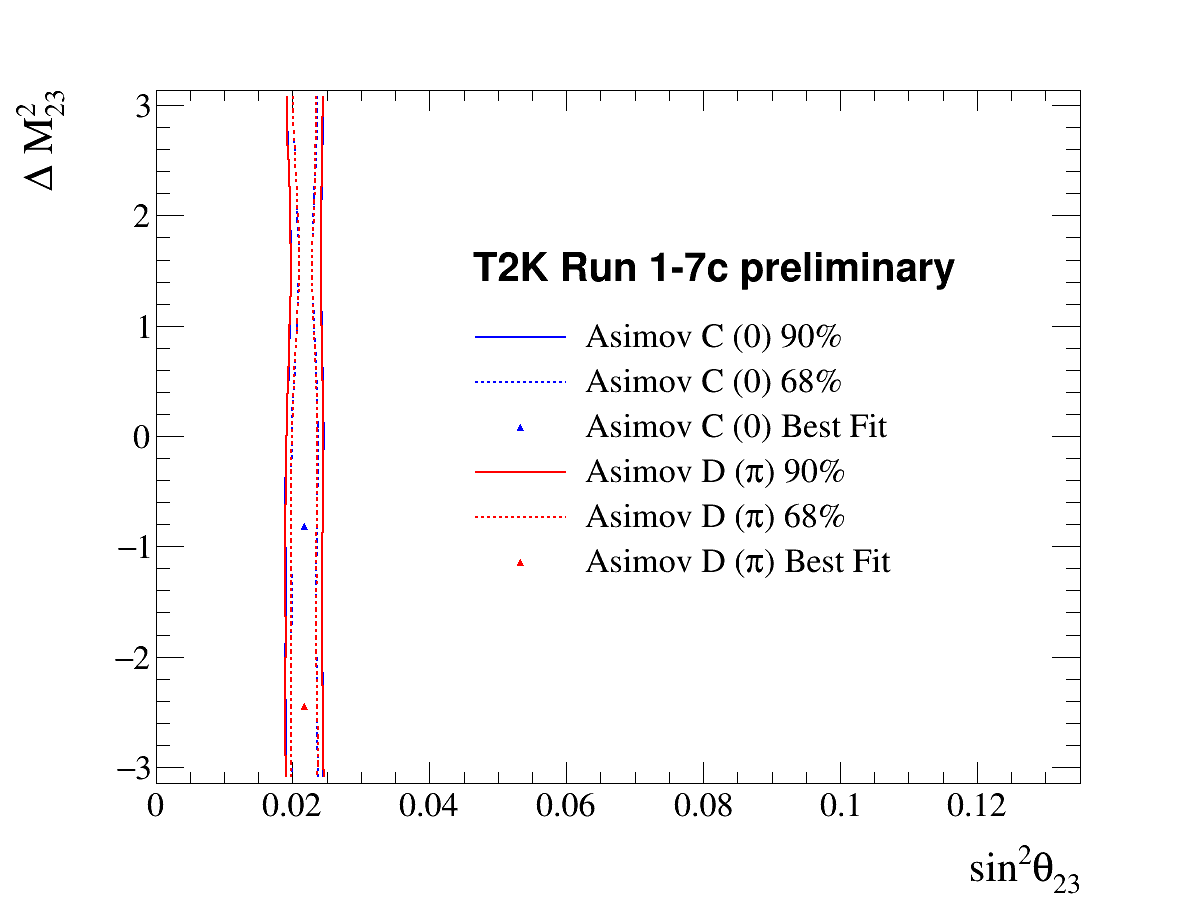 Δ M²₂₃
3
2
1
0
−1
−2
−3
T2K Run 1-7c preliminary
Asimov C (0) 90%
Asimov C (0) 68%
Asimov C (0) Best Fit
Asimov D (π) 90%
Asimov D (π) 68%
Asimov D (π) Best Fit
0 0.02 0.04 0.06 0.08 0.1 0.12
sin²θ₂₃